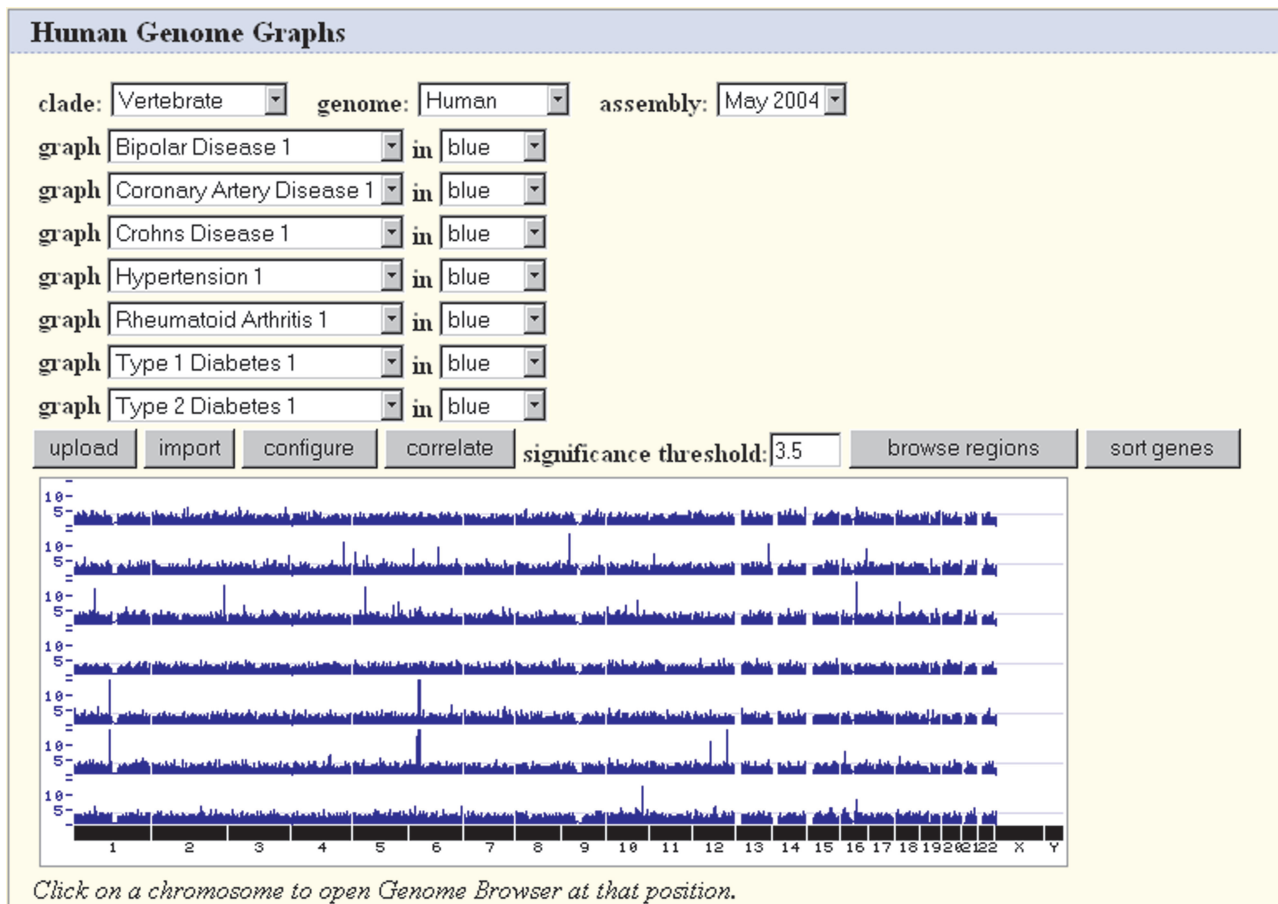 Human Genome Graphs
clade: Vertebrate genome: Human assembly: May 2004
graph Bipolar Disease 1 in blue
graph Coronary Artery Disease 1 in blue
graph Crohns Disease 1 in blue
graph Hypertension 1 in blue
graph Rheumatoid Arthritis 1 in blue
graph Type 1 Diabetes 1 in blue
graph Type 2 Diabetes 1 in blue
upload import configure correlate significance threshold: 3.5 browse regions sort genes
10-
5-
10-
5-
10-
5-
10-
5-
10-
5-
10-
5-
10-
5-
1 2 3 4 5 6 7 8 9 10 11 12 13 14 15 16 17 18 19 20 21 22 X Y
Click on a chromosome to open Genome Browser at that position.